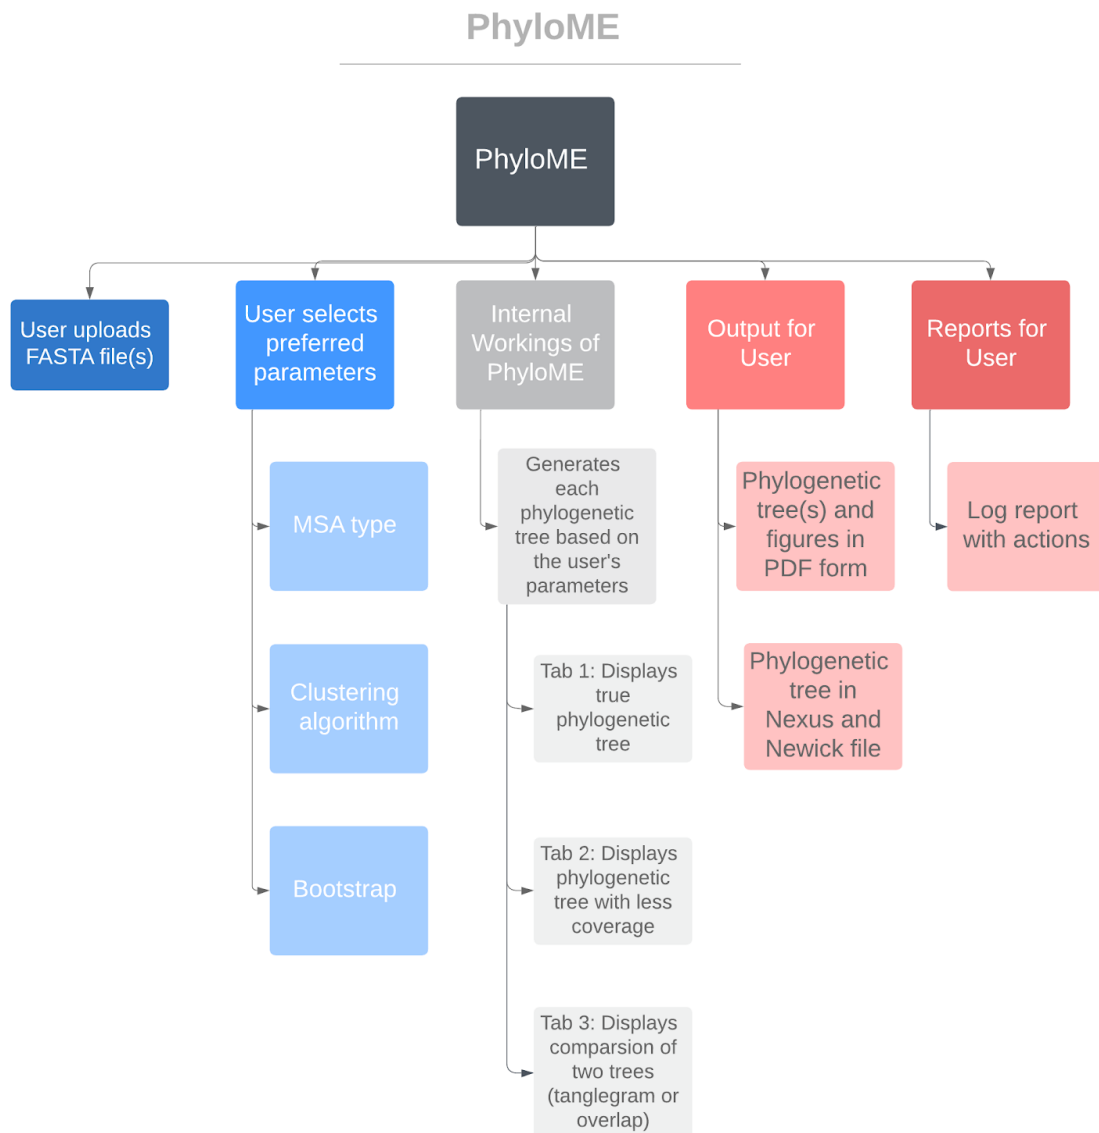 PhyloME
PhyloME
User uploads
FASTA file(s)
User selects
preferred
parameters
MSA type
Clustering
algorithm
Bootstrap
Internal
Workings of
PhyloME
Generates
each
phylogenetic
tree based on
the user's
parameters
Tab 1: Displays
true
phylogenetic
tree
Tab 2: Displays
phylogenetic
tree with less
coverage
Tab 3: Displays
comparsion of
two trees
(tanglegram or
overlap)
Output for
User
Phylogenetic
tree(s) and
figures in
PDF form
Phylogenetic
tree in
Nexus and
Newick file
Reports for
User
Log report
with actions